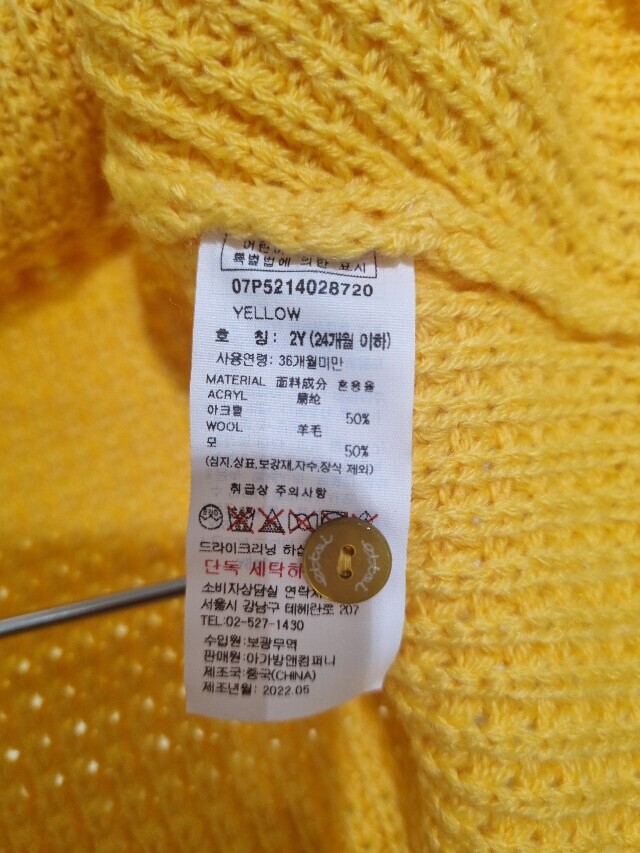 특별법에 의한 표시
07P5214028720
YELLOW
호 칭: 2Y (24개월 이하)
사용연령: 36개월미만
MATERIAL 面料成分 혼용율
ACRYL 腈纶
아크릴 50%
WOOL 羊毛
모 50%
(심지,상표,보강재,자수,장식 제외)
취급상 주의사항
드라이크리닝 하십
단독 세탁하
소비자상담실 연락처
서울시 강남구 테헤란로 207
TEL:02-527-1430
수입원:보광무역
판매원:아가방앤컴퍼니
제조국:중국(CHINA)
제조년월: 2022.05